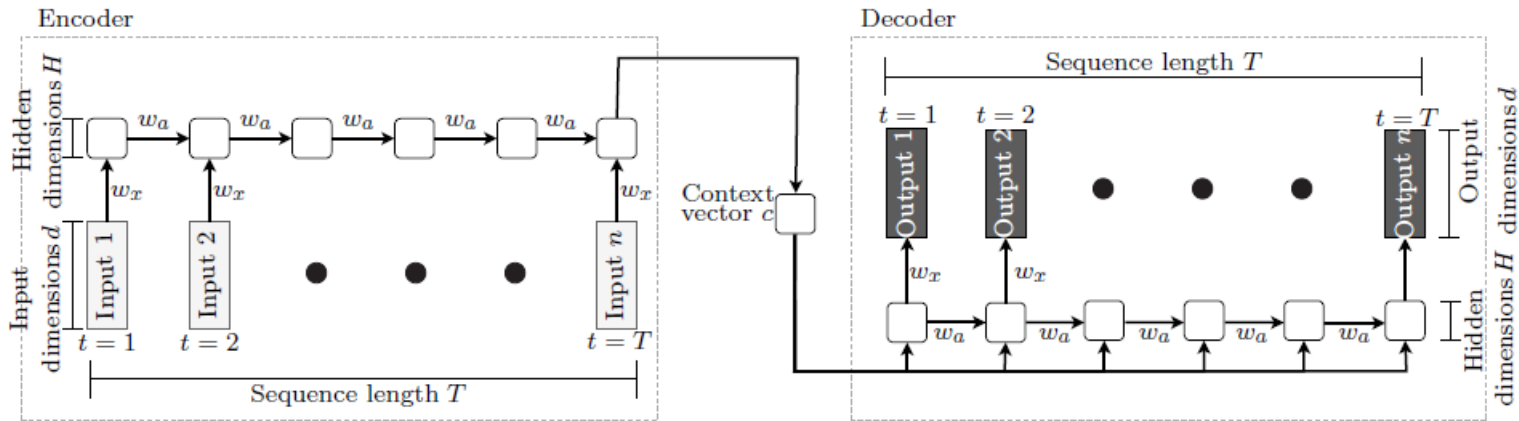 Encoder
Hidden
dimensions H
w_a
w_a
w_a
w_a
w_a
w_x
w_x
w_x
Input
dimensions d
Input 1
Input 2
Input n
t = 1
t = 2
t = T
Sequence length T
Context
vector c
Decoder
Sequence length T
t = 1
t = 2
t = T
Output 1
Output 2
Output n
Output
dimensions d
w_x
w_x
w_a
w_a
w_a
w_a
w_a
Hidden
dimensions H